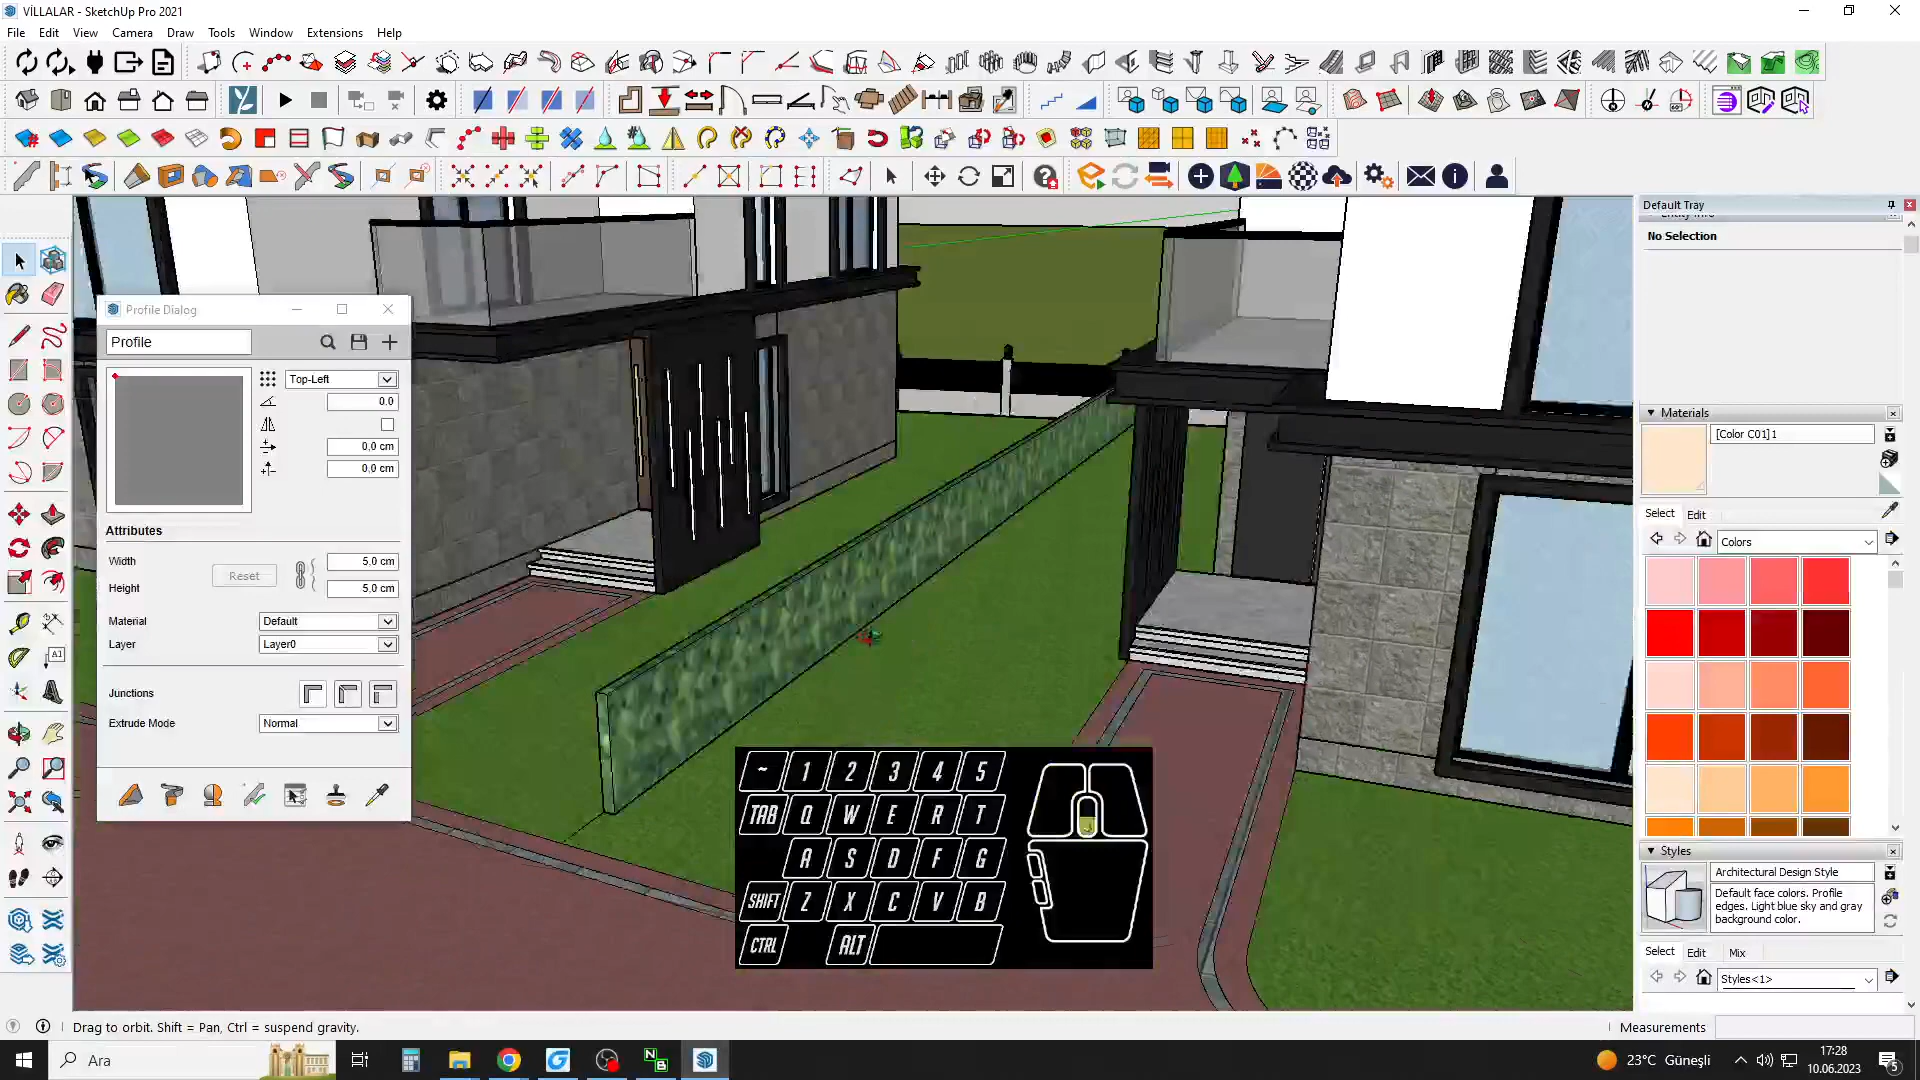 VİLLALAR - SketchUp Pro 2021
File Edit View Camera Draw Tools Window Extensions Help
Default Tray
Entity Info
No Selection
Profile Dialog
Profile
Top-Left
0.0
0,0 cm
0,0 cm
Attributes
Width 5,0 cm
Reset
Height 5,0 cm
Material Default
Layer Layer0
Junctions
Extrude Mode Normal
Materials
[Color C01]1
Select Edit
Colors
Styles
Architectural Design Style
Default face colors. Profile
edges. Light blue sky and gray
background color.
Select Edit Mix
Styles<1>
~ 1 2 3 4 5
TAB Q W E R T
A S D F G
SHIFT Z X C V B
CTRL ALT
Drag to orbit. Shift = Pan, Ctrl = suspend gravity.
Measurements
Ara
23°C Güneşli
17:28
10.06.2023
5